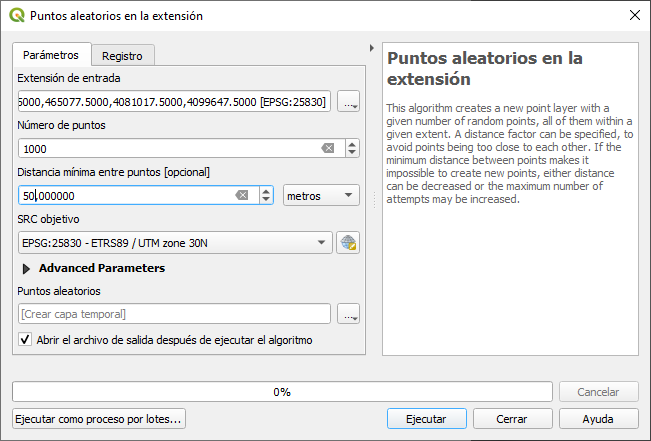 Puntos aleatorios en la extensión
Parámetros
Registro
Extensión de entrada
5000,465077.5000,4081017.5000,4099647.5000 [EPSG:25830]
...
Número de puntos
1000
Distancia mínima entre puntos [opcional]
50,000000
metros
SRC objetivo
EPSG:25830 - ETRS89 / UTM zone 30N
Advanced Parameters
Puntos aleatorios
[Crear capa temporal]
...
Abrir el archivo de salida después de ejecutar el algoritmo
Puntos aleatorios en la
extensión
This algorithm creates a new point layer with a
given number of random points, all of them within a
given extent. A distance factor can be specified, to
avoid points being too close to each other. If the
minimum distance between points makes it
impossible to create new points, either distance
can be decreased or the maximum number of
attempts may be increased.
0%
Cancelar
Ejecutar como proceso por lotes...
Ejecutar
Cerrar
Ayuda